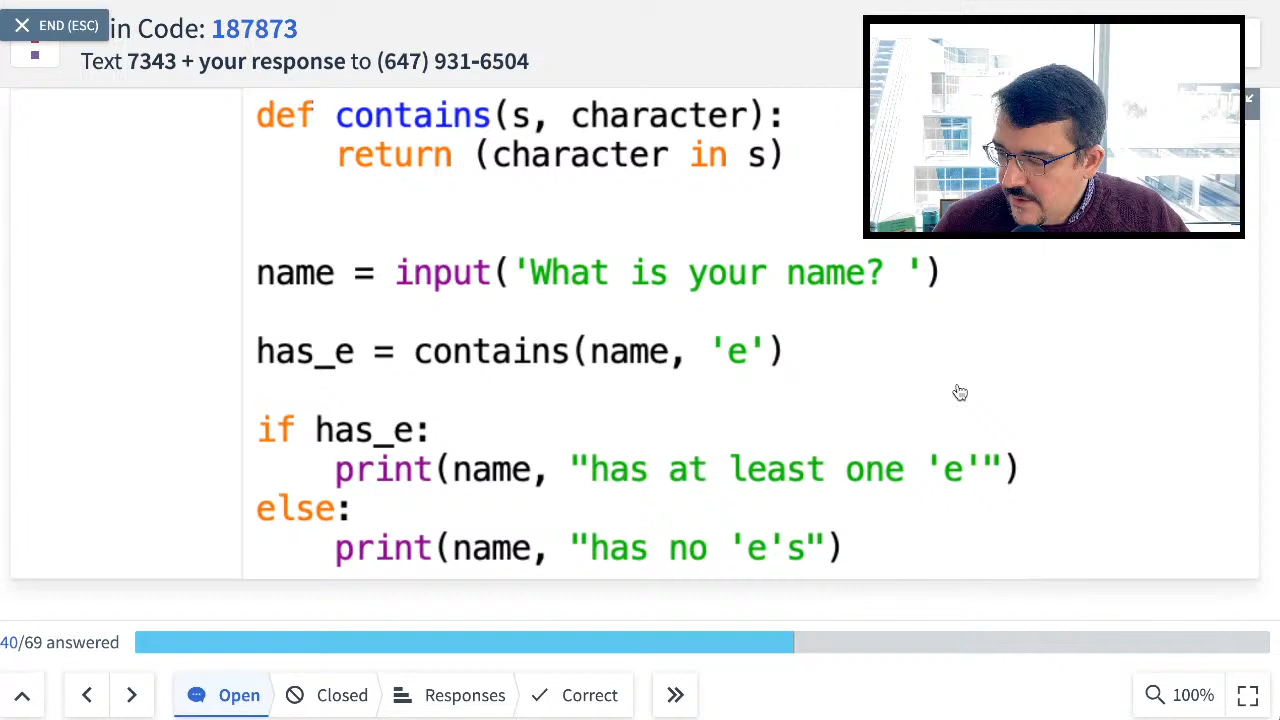 END (ESC)
in Code: 187873
Text 7343 + your response to (647) 931-6504
def contains(s, character):
return (character in s)
name = input('What is your name? ')
has_e = contains(name, 'e')
if has_e:
print(name, "has at least one 'e'")
else:
print(name, "has no 'e's")
40/69 answered
Open Closed Responses Correct 100%